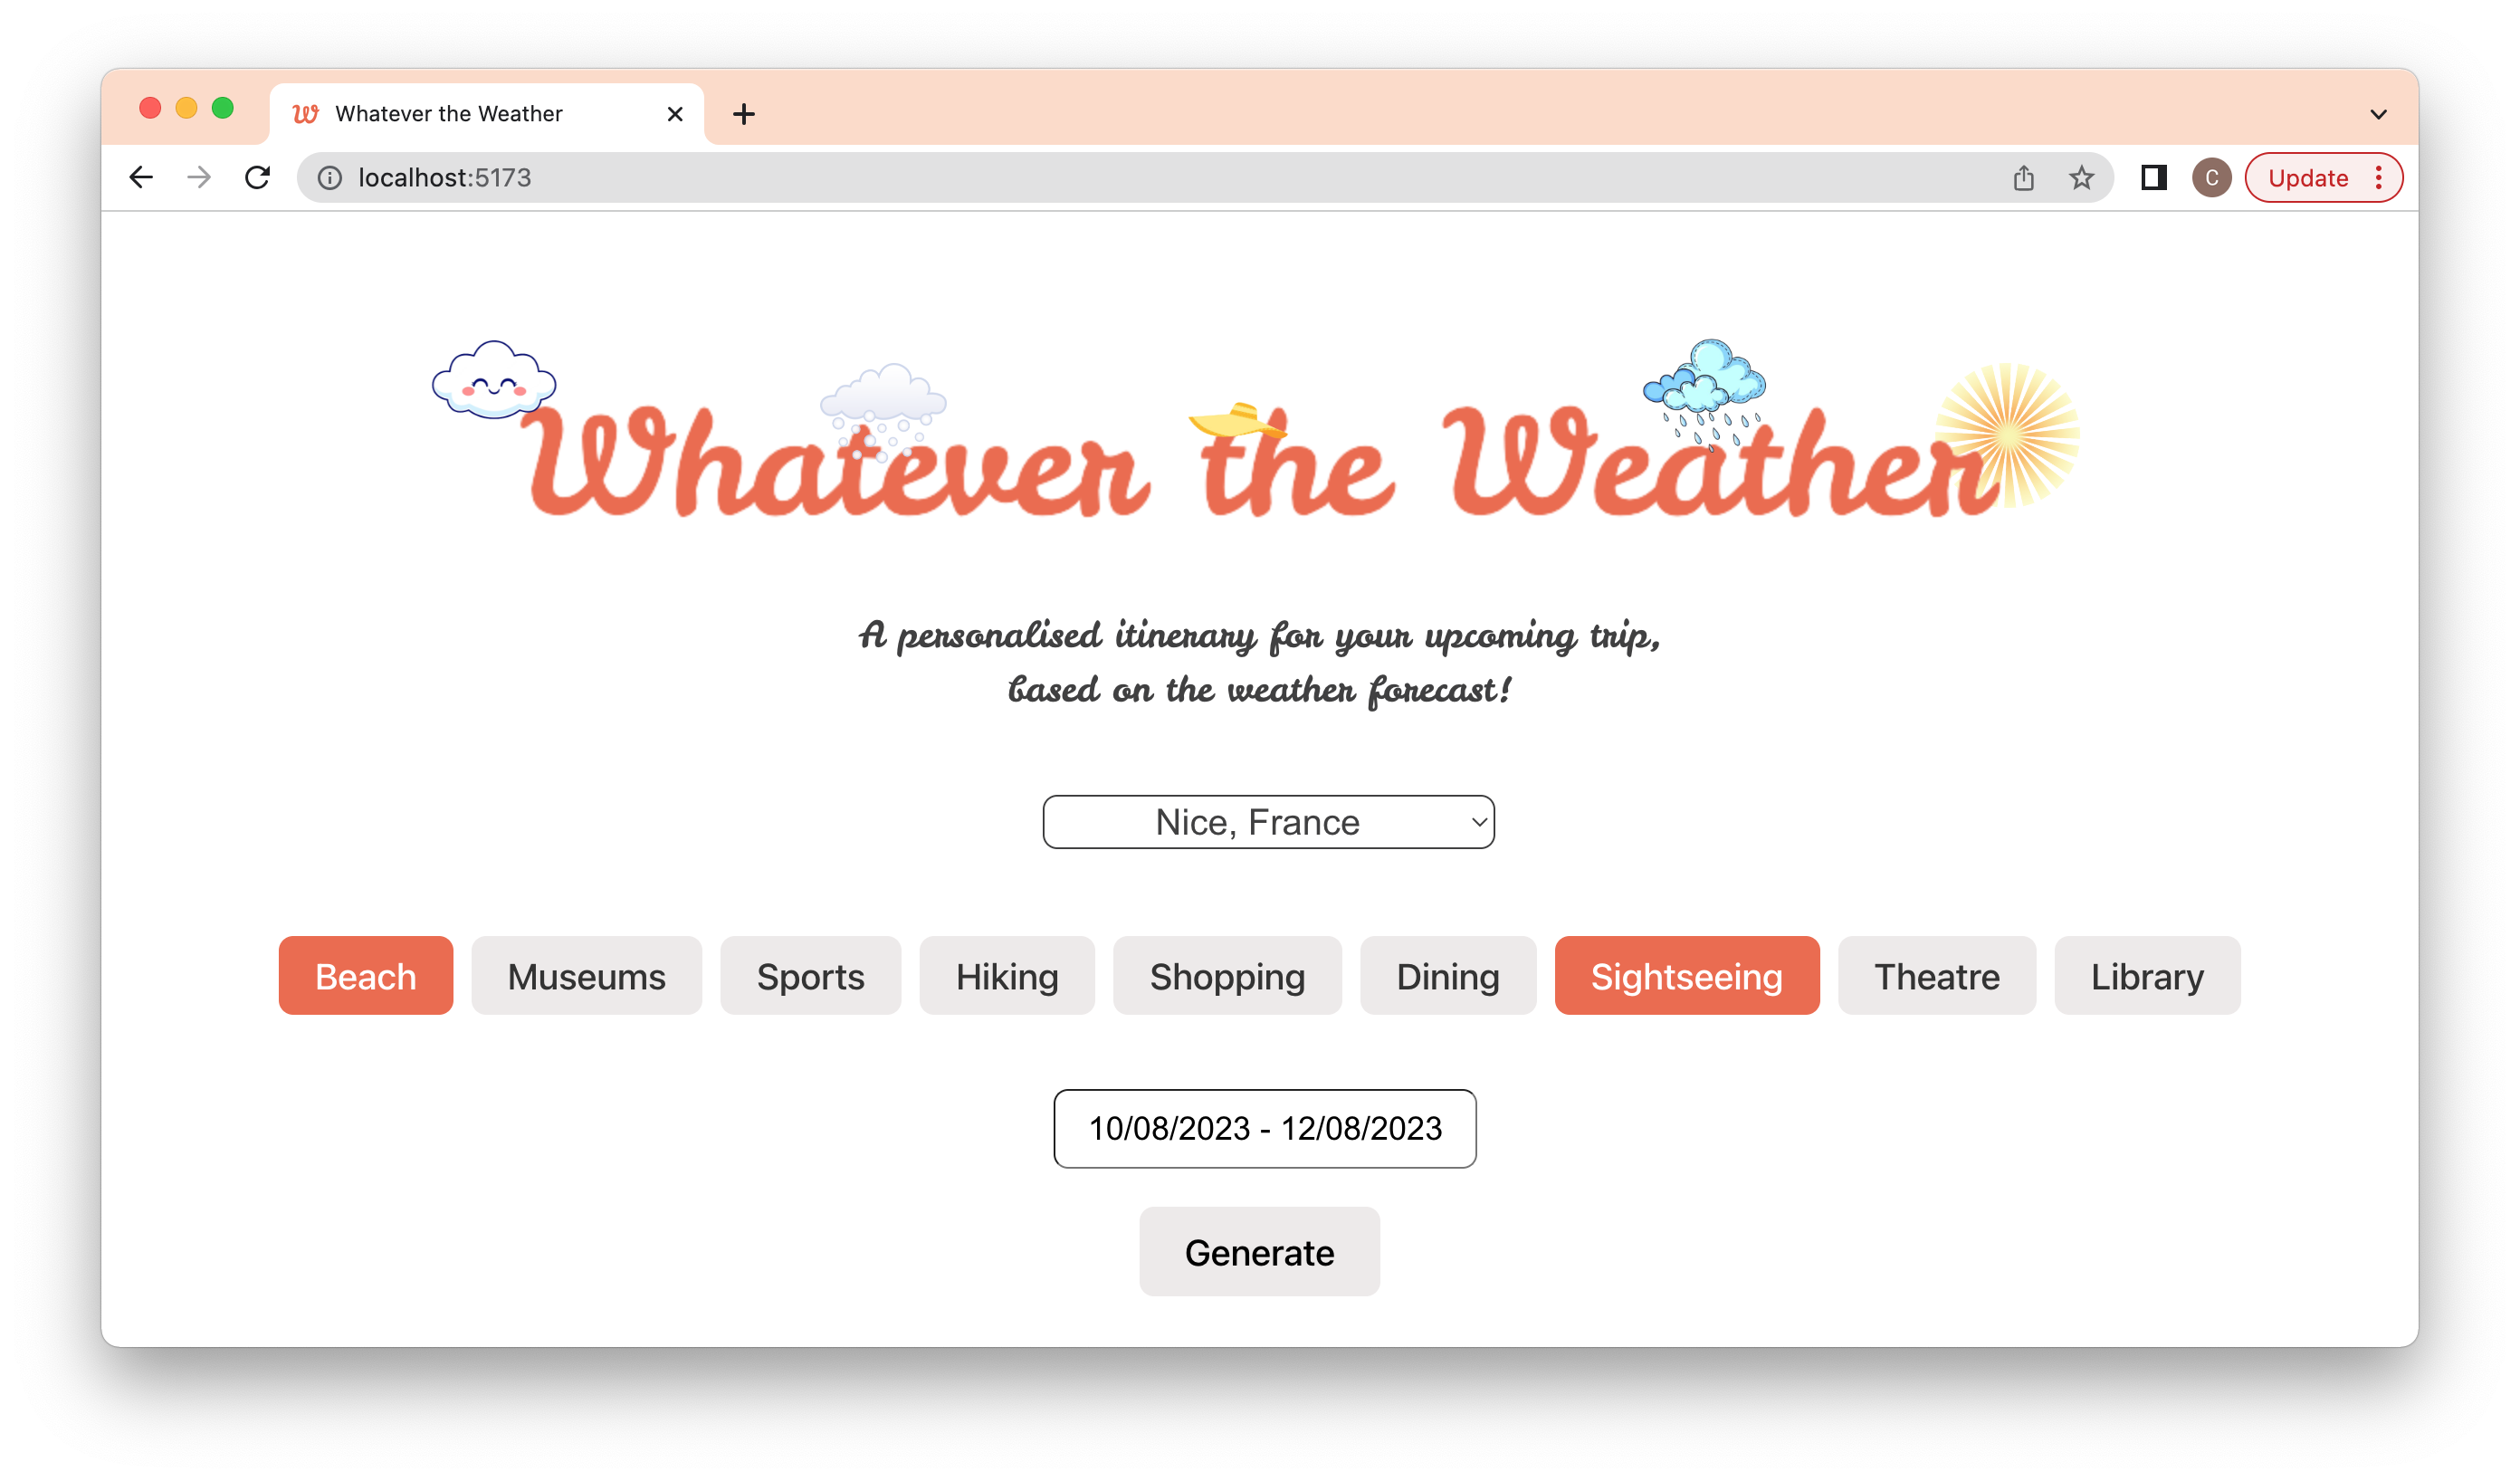 Whatever the Weather
localhost:5173
C
Update
Whatever the Weather
A personalised itinerary for your upcoming trip,
based on the weather forecast!
Nice, France
Beach Museums Sports Hiking Shopping Dining Sightseeing Theatre Library
10/08/2023 - 12/08/2023
Generate